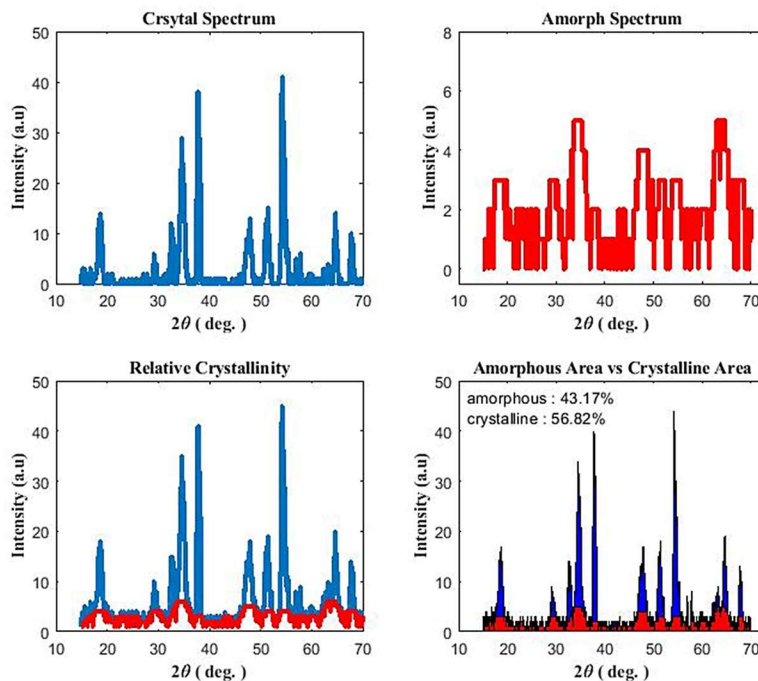 Crsytal Spectrum
50
40
30
20
10
0
Intensity (a.u)
10 20 30 40 50 60 70
2θ ( deg. )
Amorph Spectrum
8
6
4
2
0
Intensity (a.u)
10 20 30 40 50 60 70
2θ ( deg. )
Relative Crystallinity
50
40
30
20
10
0
Intensity (a.u)
10 20 30 40 50 60 70
2θ ( deg. )
Amorphous Area vs Crystalline Area
amorphous : 43.17%
crystalline : 56.82%
50
40
30
20
10
0
Intensity (a.u)
10 20 30 40 50 60 70
2θ ( deg. )